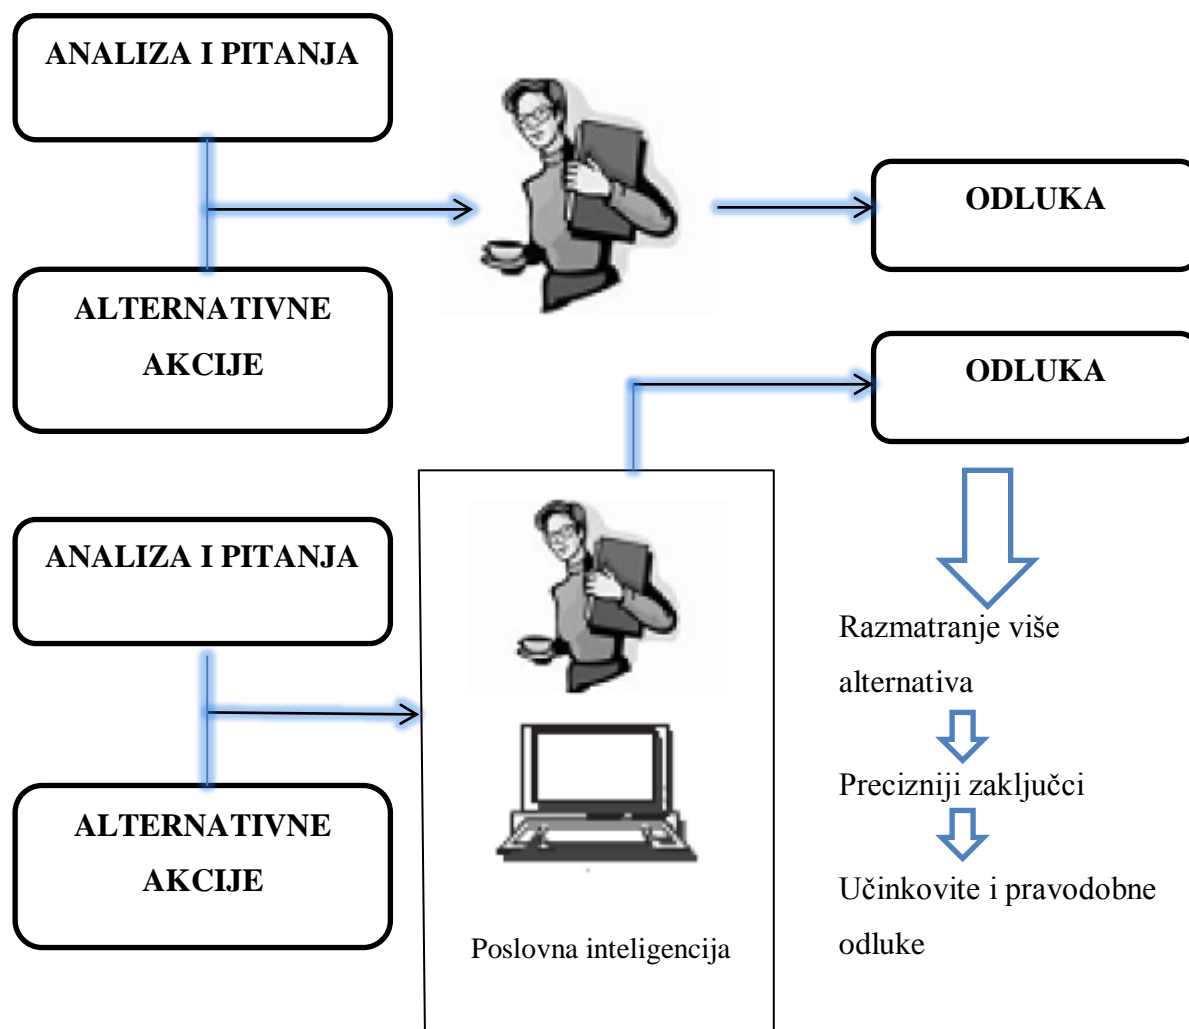 ANALIZA I PITANJA
ODLUKA
ALTERNATIVNE
AKCIJE
ODLUKA
ANALIZA I PITANJA
Razmatranje više
alternativa
Precizniji zaključci
ALTERNATIVNE
AKCIJE
Učinkovite i pravodobne
odluke
Poslovna inteligencija